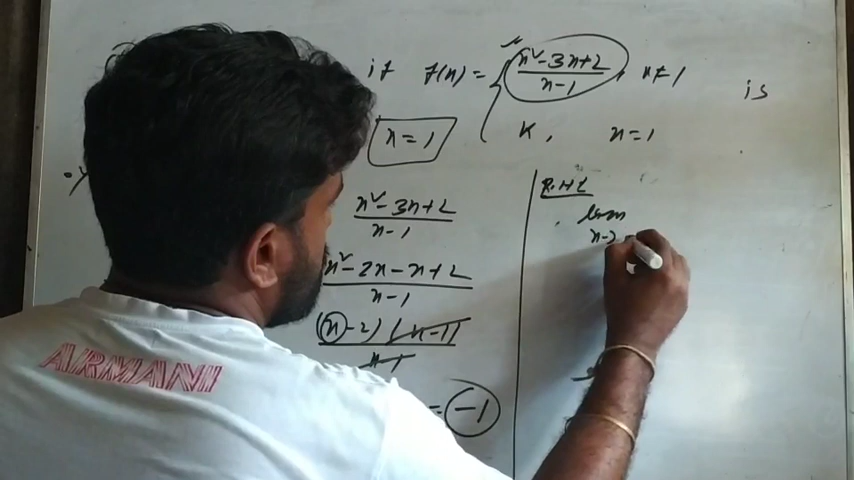 if f(x) = { x² - 3x + 2 / x - 1 , x ≠ 1 is
x = 1
K , x = 1
x² - 3x + 2 / x - 1
x² - 2x - x + 2 / x - 1
(x - 2) (x - 1) / x - 1
= -1
R.H.L
lim
x →
ARMANI